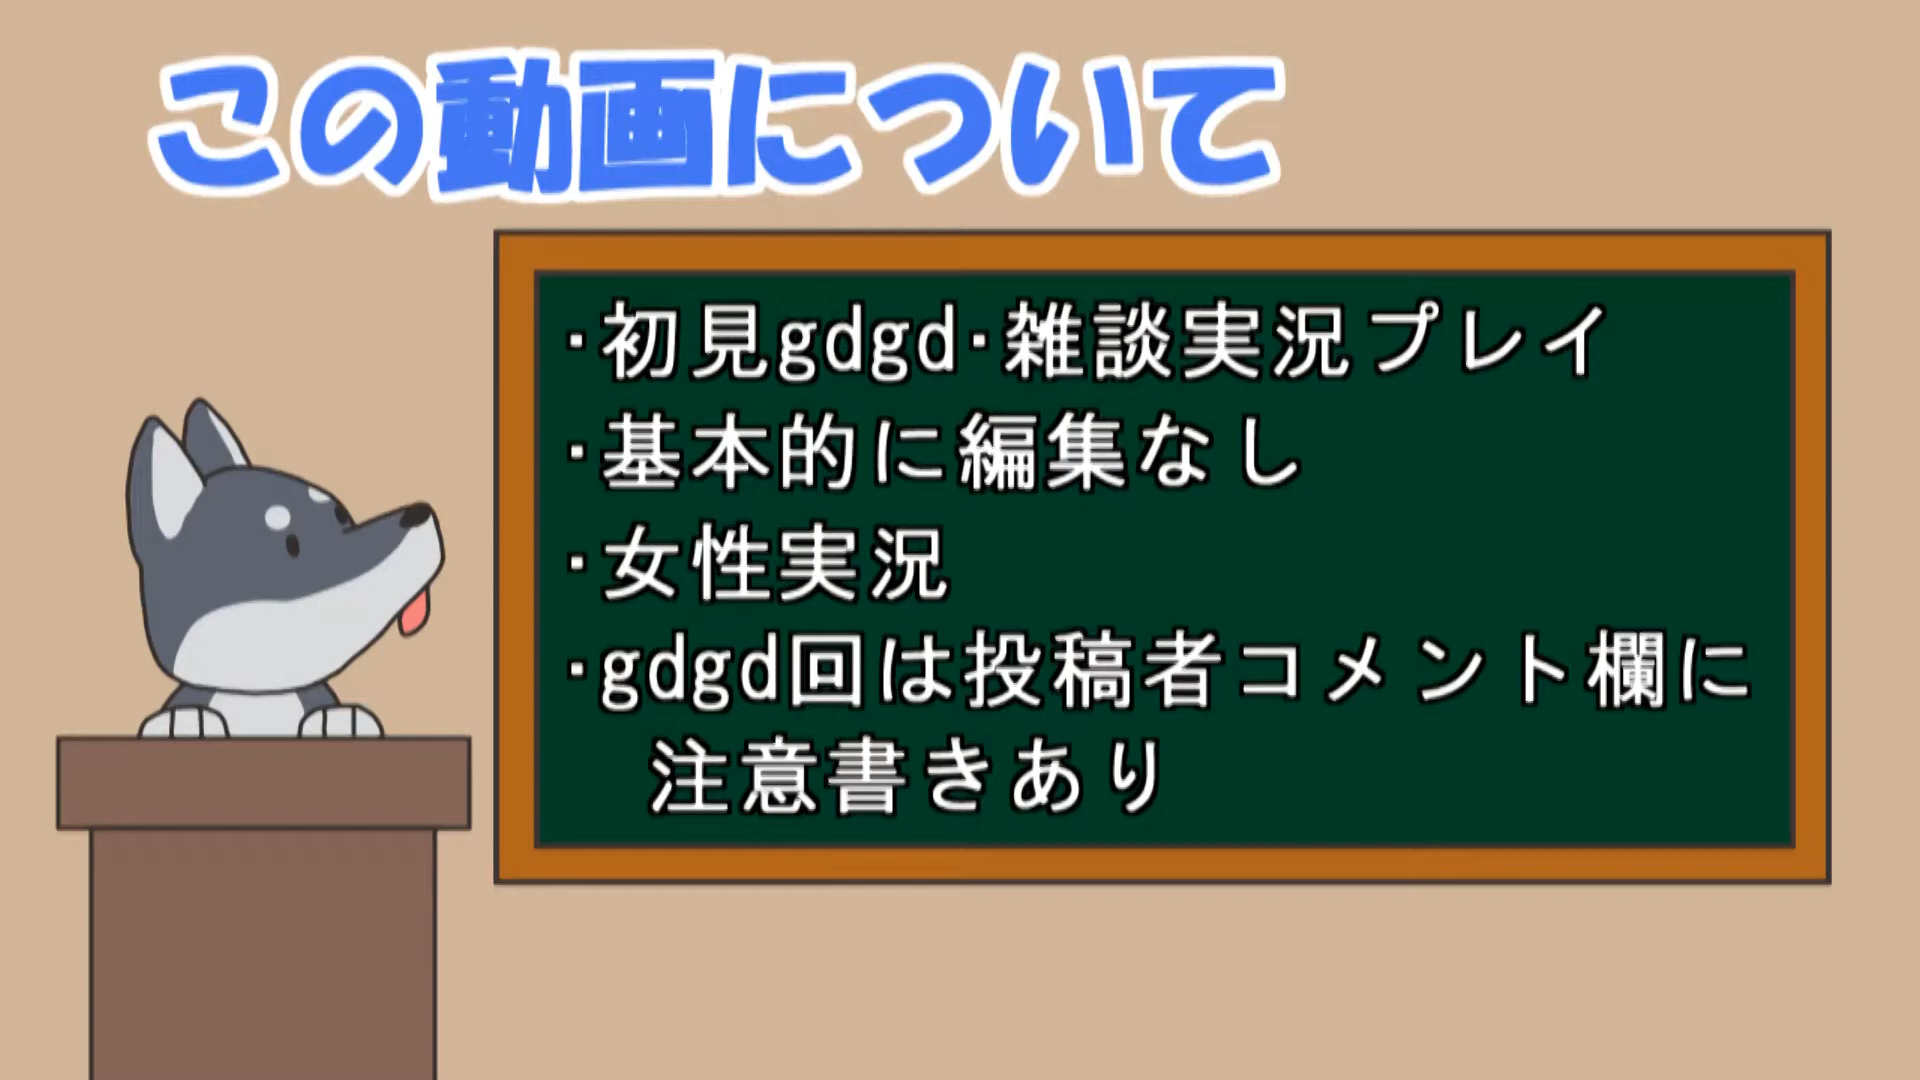 この動画について
・初見gdgd・雑談実況プレイ
・基本的に編集なし
・女性実況
・gdgd回は投稿者コメント欄に
注意書きあり